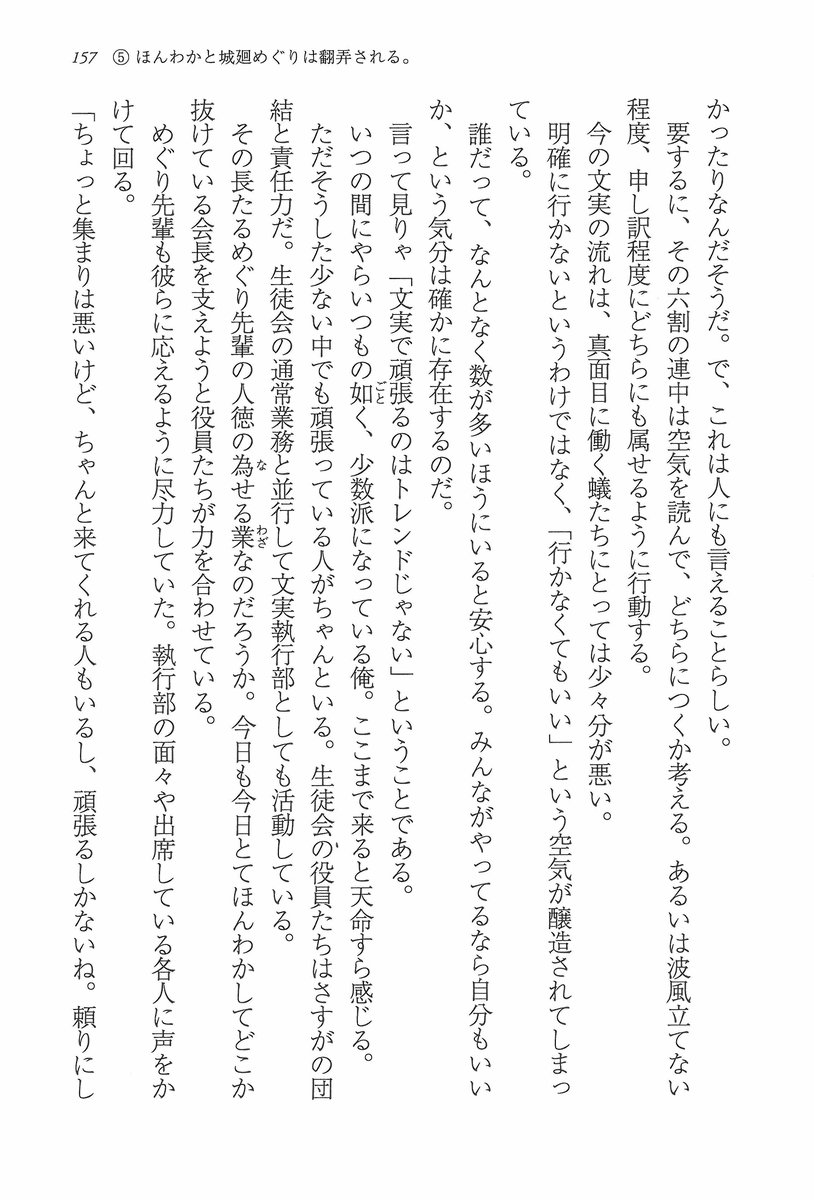 157 ⑤ ほんわかと城廻めぐりは翻弄される。
かったりなんだそうだ。で、これは人にも言えることらしい。
要するに、その六割の連中は空気を読んで、どちらにつくか考える。あるいは波風立てない
程度、申し訳程度にどちらにも属せるように行動する。
今の文実の流れは、真面目に働く蟻たちにとっては少々分が悪い。
明確に行かないというわけではなく、「行かなくてもいい」という空気が醸造されてしまっ
ている。
誰だって、なんとなく数が多いほうにいると安心する。みんながやってるなら自分もいい
か、という気分は確かに存在するのだ。
言って見りゃ「文実で頑張るのはトレンドじゃない」ということである。
いつの間にやらいつもの如く、少数派になっている俺。ここまで来ると天命すら感じる。
ただそうした少ない中でも頑張っている人がちゃんといる。生徒会の役員たちはさすがの団
結と責任力だ。生徒会の通常業務と並行して文実執行部としても活動している。
その長たるめぐり先輩の人徳の為せる業なのだろうか。今日も今日とてほんわかしてどこか
抜けている会長を支えようと役員たちが力を合わせている。
めぐり先輩も彼らに応えるように尽力していた。執行部の面々や出席している各人に声をか
けて回る。
「ちょっと集まりは悪いけど、ちゃんと来てくれる人もいるし、頑張るしかないね。頼りにし